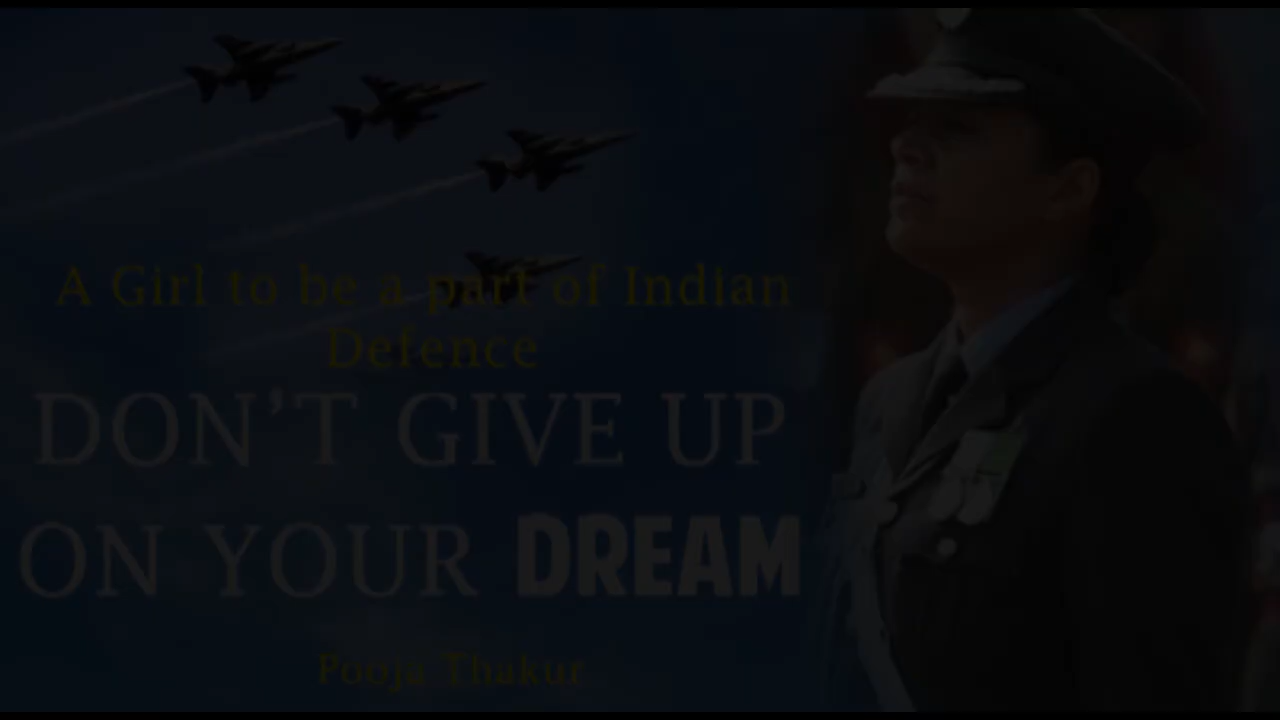 A Girl to be a part of Indian
Defence
DON'T GIVE UP
ON YOUR DREAM
Pooja Thakur